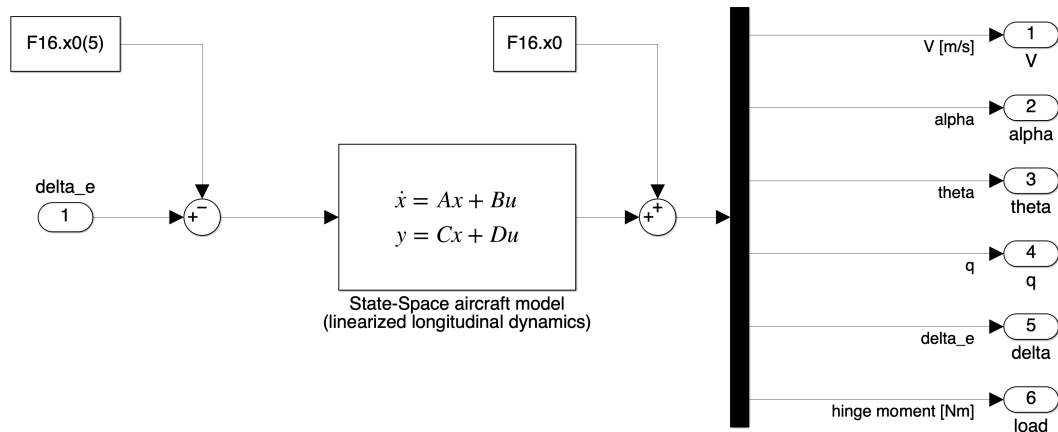 F16.x0(5)
F16.x0
V [m/s]
1
V
alpha
2
alpha
delta_e
1
−
+
ẋ = Ax + Bu
y = Cx + Du
+
+
State-Space aircraft model
(linearized longitudinal dynamics)
theta
3
theta
q
4
q
delta_e
5
delta
hinge moment [Nm]
6
load